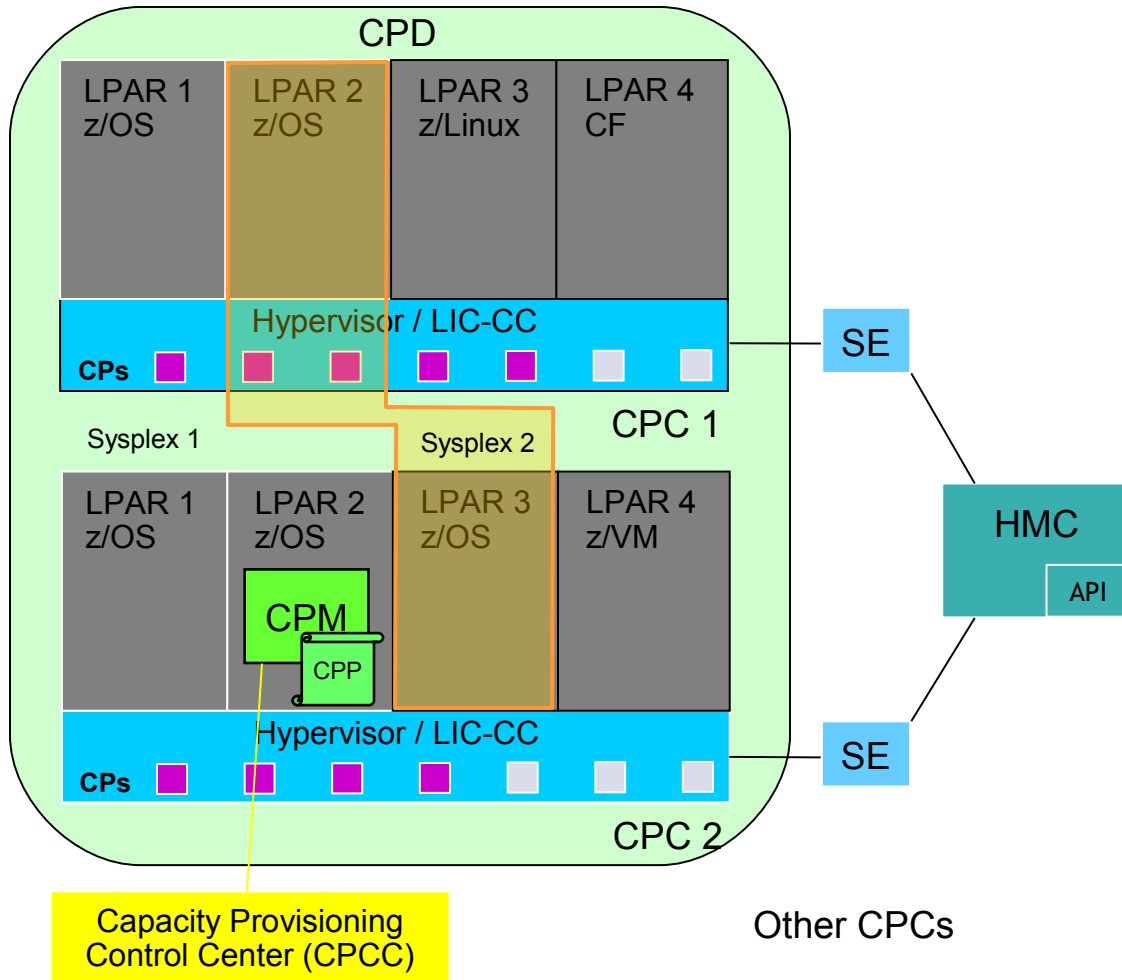 CPD
LPAR 1
z/OS
LPAR 2
z/OS
LPAR 3
z/Linux
LPAR 4
CF
Hypervisor / LIC-CC
CPs
SE
CPC 1
Sysplex 1
Sysplex 2
LPAR 1
z/OS
LPAR 2
z/OS
LPAR 3
z/OS
LPAR 4
z/VM
HMC
API
CPM
CPP
Hypervisor / LIC-CC
CPs
SE
CPC 2
Capacity Provisioning
Control Center (CPCC)
Other CPCs